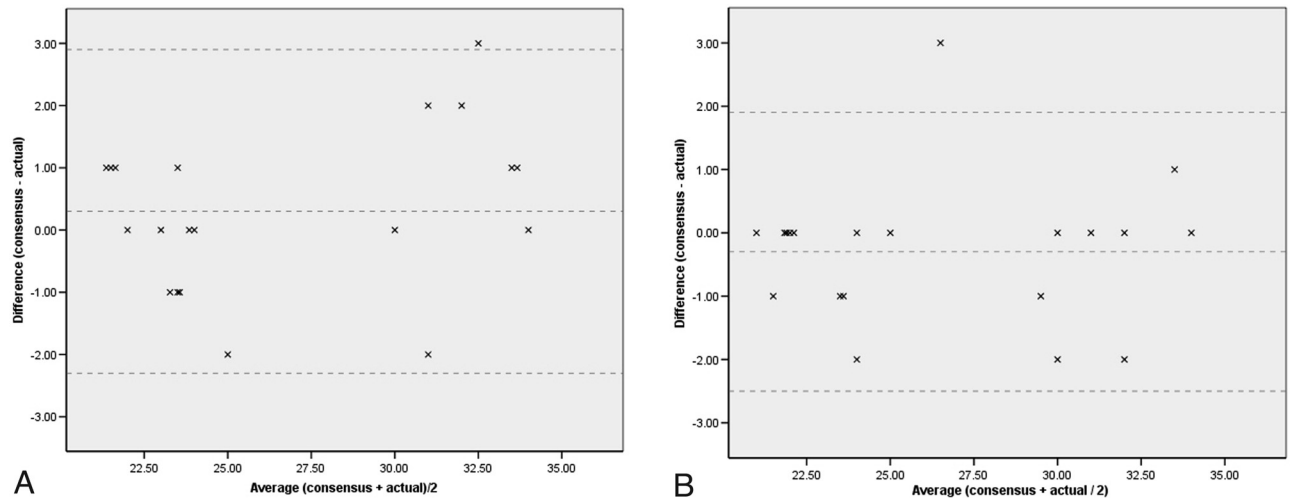 3.00
2.00
1.00
0.00
-1.00
-2.00
-3.00
Difference (consensus - actual)
22.50 25.00 27.50 30.00 32.50 35.00
Average (consensus + actual)/2
A
3.00
2.00
1.00
0.00
-1.00
-2.00
-3.00
Difference (consensus - actual)
22.50 25.00 27.50 30.00 32.50 35.00
Average (consensus + actual / 2)
B